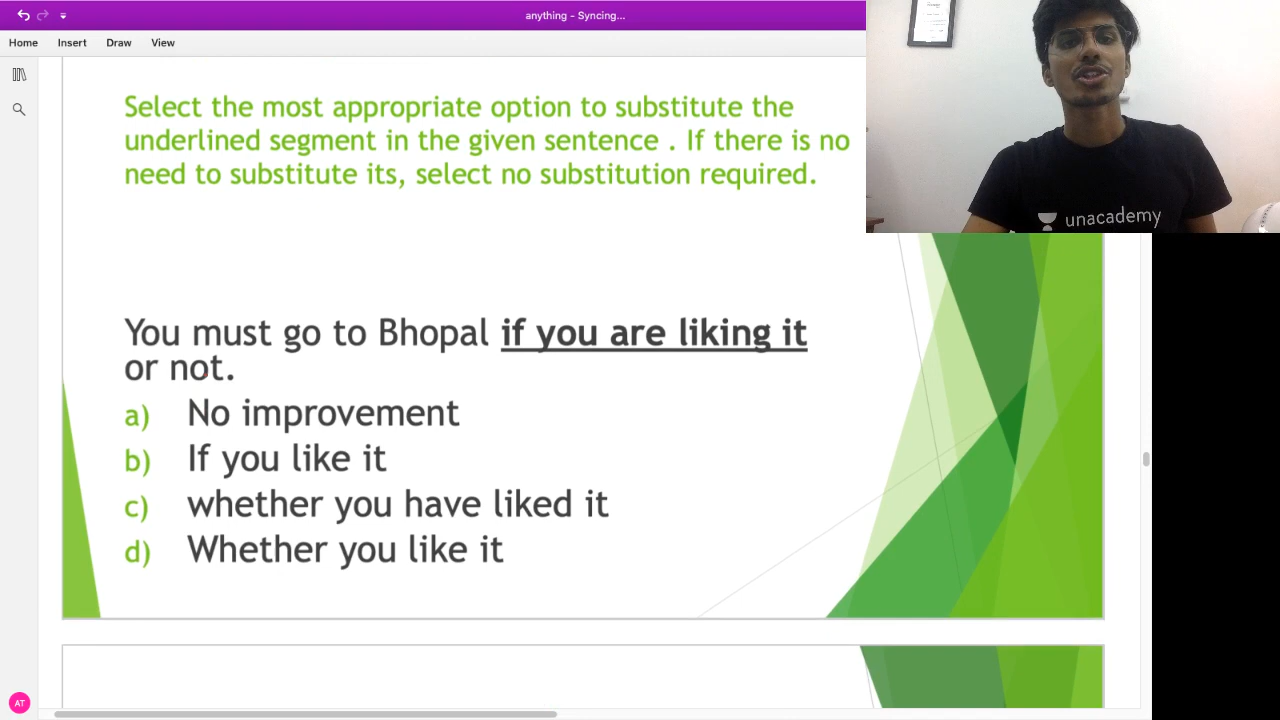 anything – Syncing...
Home Insert Draw View
Select the most appropriate option to substitute the
underlined segment in the given sentence . If there is no
need to substitute its, select no substitution required.
unacademy
You must go to Bhopal if you are liking it
or not.
a) No improvement
b) If you like it
c) whether you have liked it
d) Whether you like it
AT